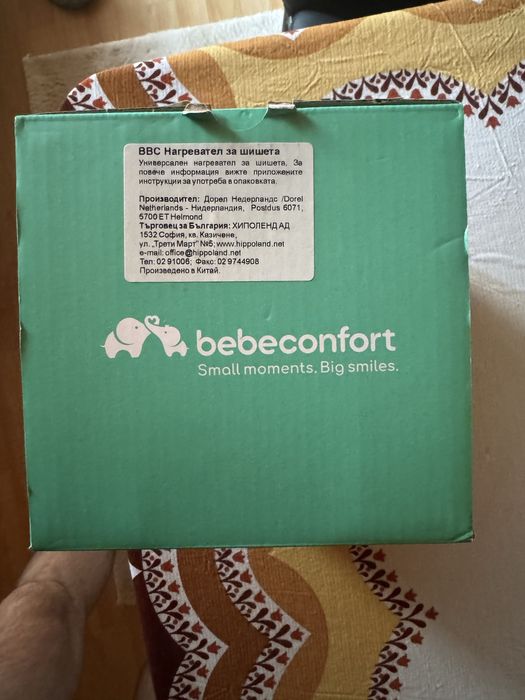 BBC Нагревател за шишета
Универсален нагревател за шишета, За
повече информация вижте приложените
инструкции за употреба в опаковката.
Производител: Дорел Недерландс /Dorel
Netherlands - Нидерландия, Postdus 6071,
5700 ET Helmond
Търговец за България: ХИПОЛЕНД АД
1532 София, кв. Казичене,
ул. „Трети Март" №5; www.hippoland.net
e-mail: office@hippoland.net
Тел: 02 91006; Факс: 02 9744908
Произведено в Китай.
bebeconfort
Small moments. Big smiles.